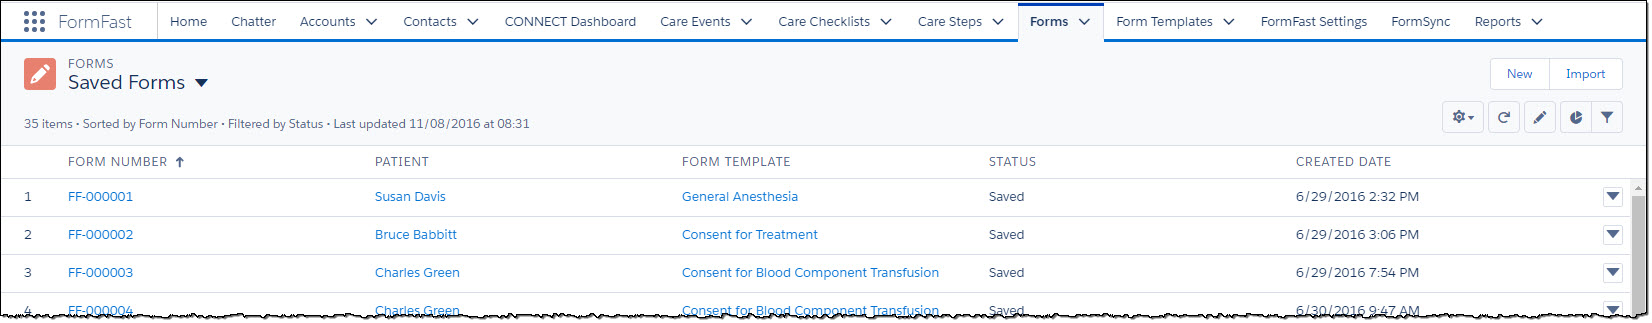 FormFast Home Chatter Accounts Contacts CONNECT Dashboard Care Events Care Checklists Care Steps Forms Form Templates FormFast Settings FormSync Reports
FORMS
Saved Forms
New Import
35 items • Sorted by Form Number • Filtered by Status • Last updated 11/08/2016 at 08:31
FORM NUMBER PATIENT FORM TEMPLATE STATUS CREATED DATE
1 FF-000001 Susan Davis General Anesthesia Saved 6/29/2016 2:32 PM
2 FF-000002 Bruce Babbitt Consent for Treatment Saved 6/29/2016 3:06 PM
3 FF-000003 Charles Green Consent for Blood Component Transfusion Saved 6/29/2016 7:54 PM
4 FF-000004 Charles Green Consent for Blood Component Transfusion Saved 6/30/2016 9:47 AM